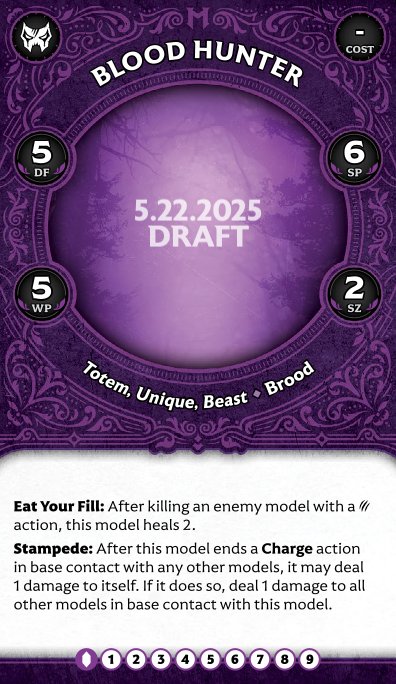 M
BLOOD HUNTER
-
COST
5
DF
6
SP
5.22.2025
DRAFT
5
WP
2
SZ
Totem, Unique, Beast ◆ Brood
Eat Your Fill: After killing an enemy model with a
action, this model heals 2.
Stampede: After this model ends a Charge action
in base contact with any other models, it may deal
1 damage to itself. If it does so, deal 1 damage to all
other models in base contact with this model.
1 2 3 4 5 6 7 8 9